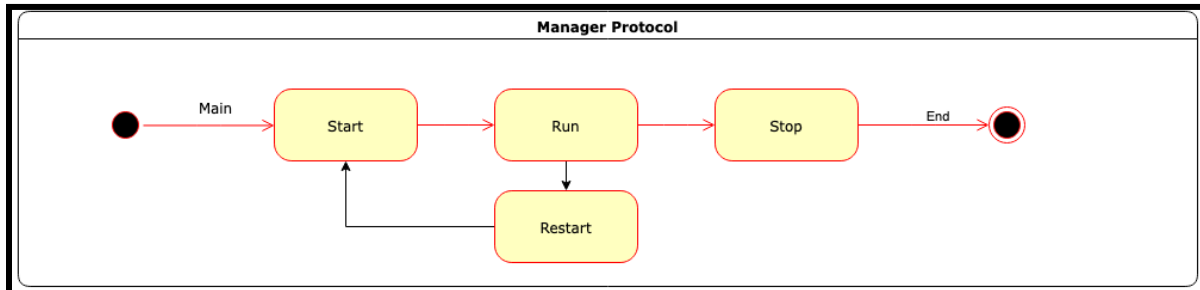 Manager Protocol
Main
Start
Run
Stop
End
Restart